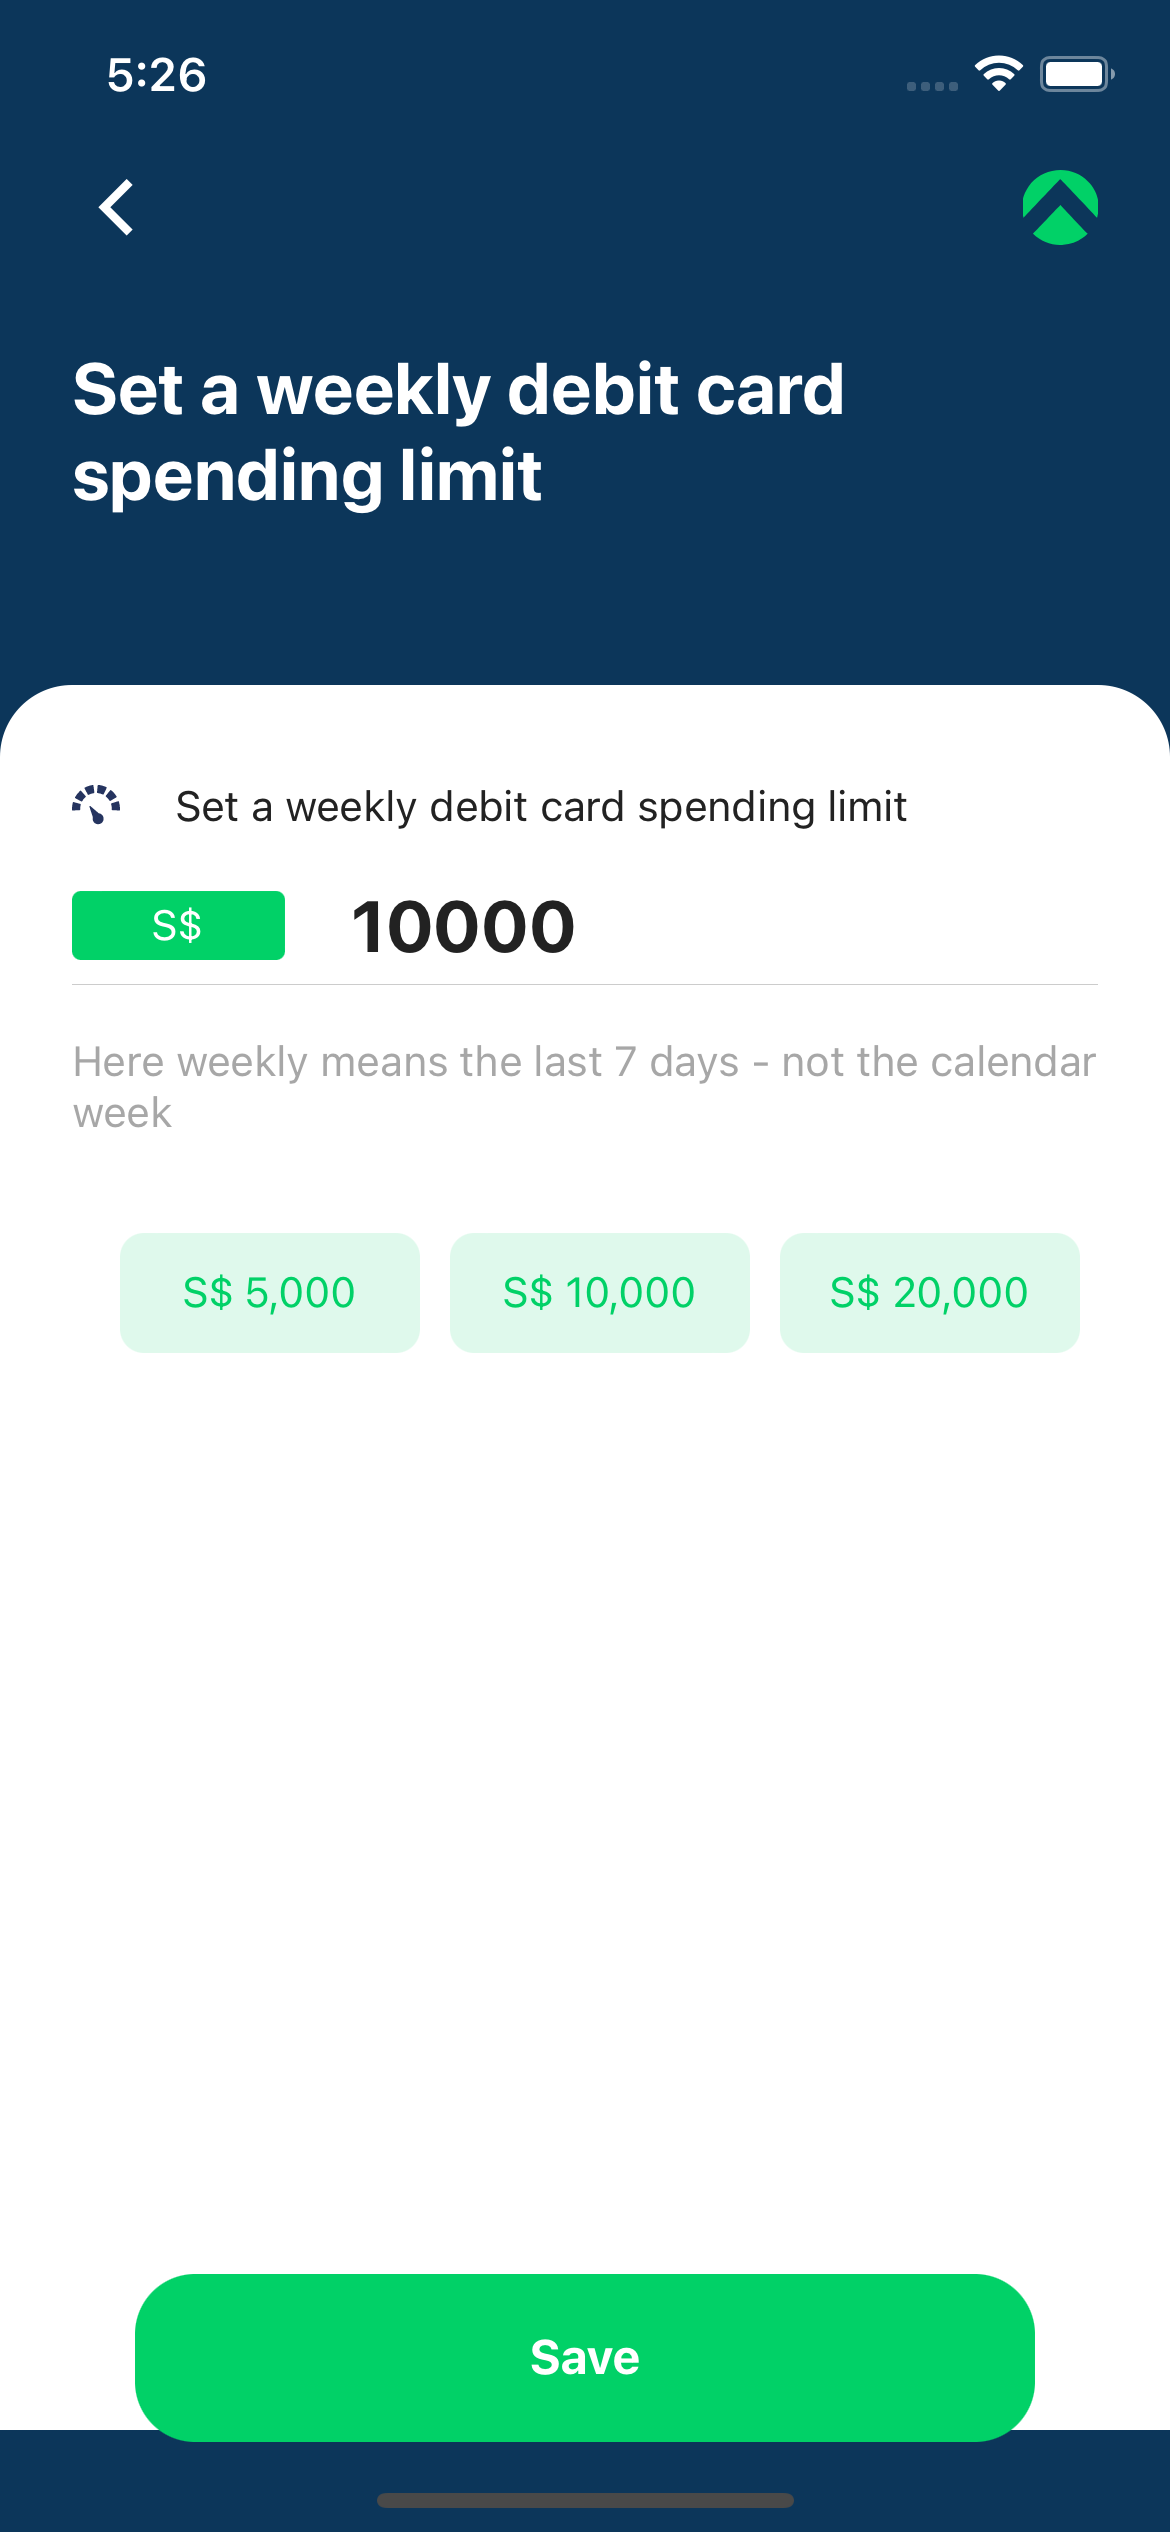 5:26
Set a weekly debit card
spending limit
Set a weekly debit card spending limit
S$ 10000
Here weekly means the last 7 days - not the calendar
week
S$ 5,000 S$ 10,000 S$ 20,000
Save